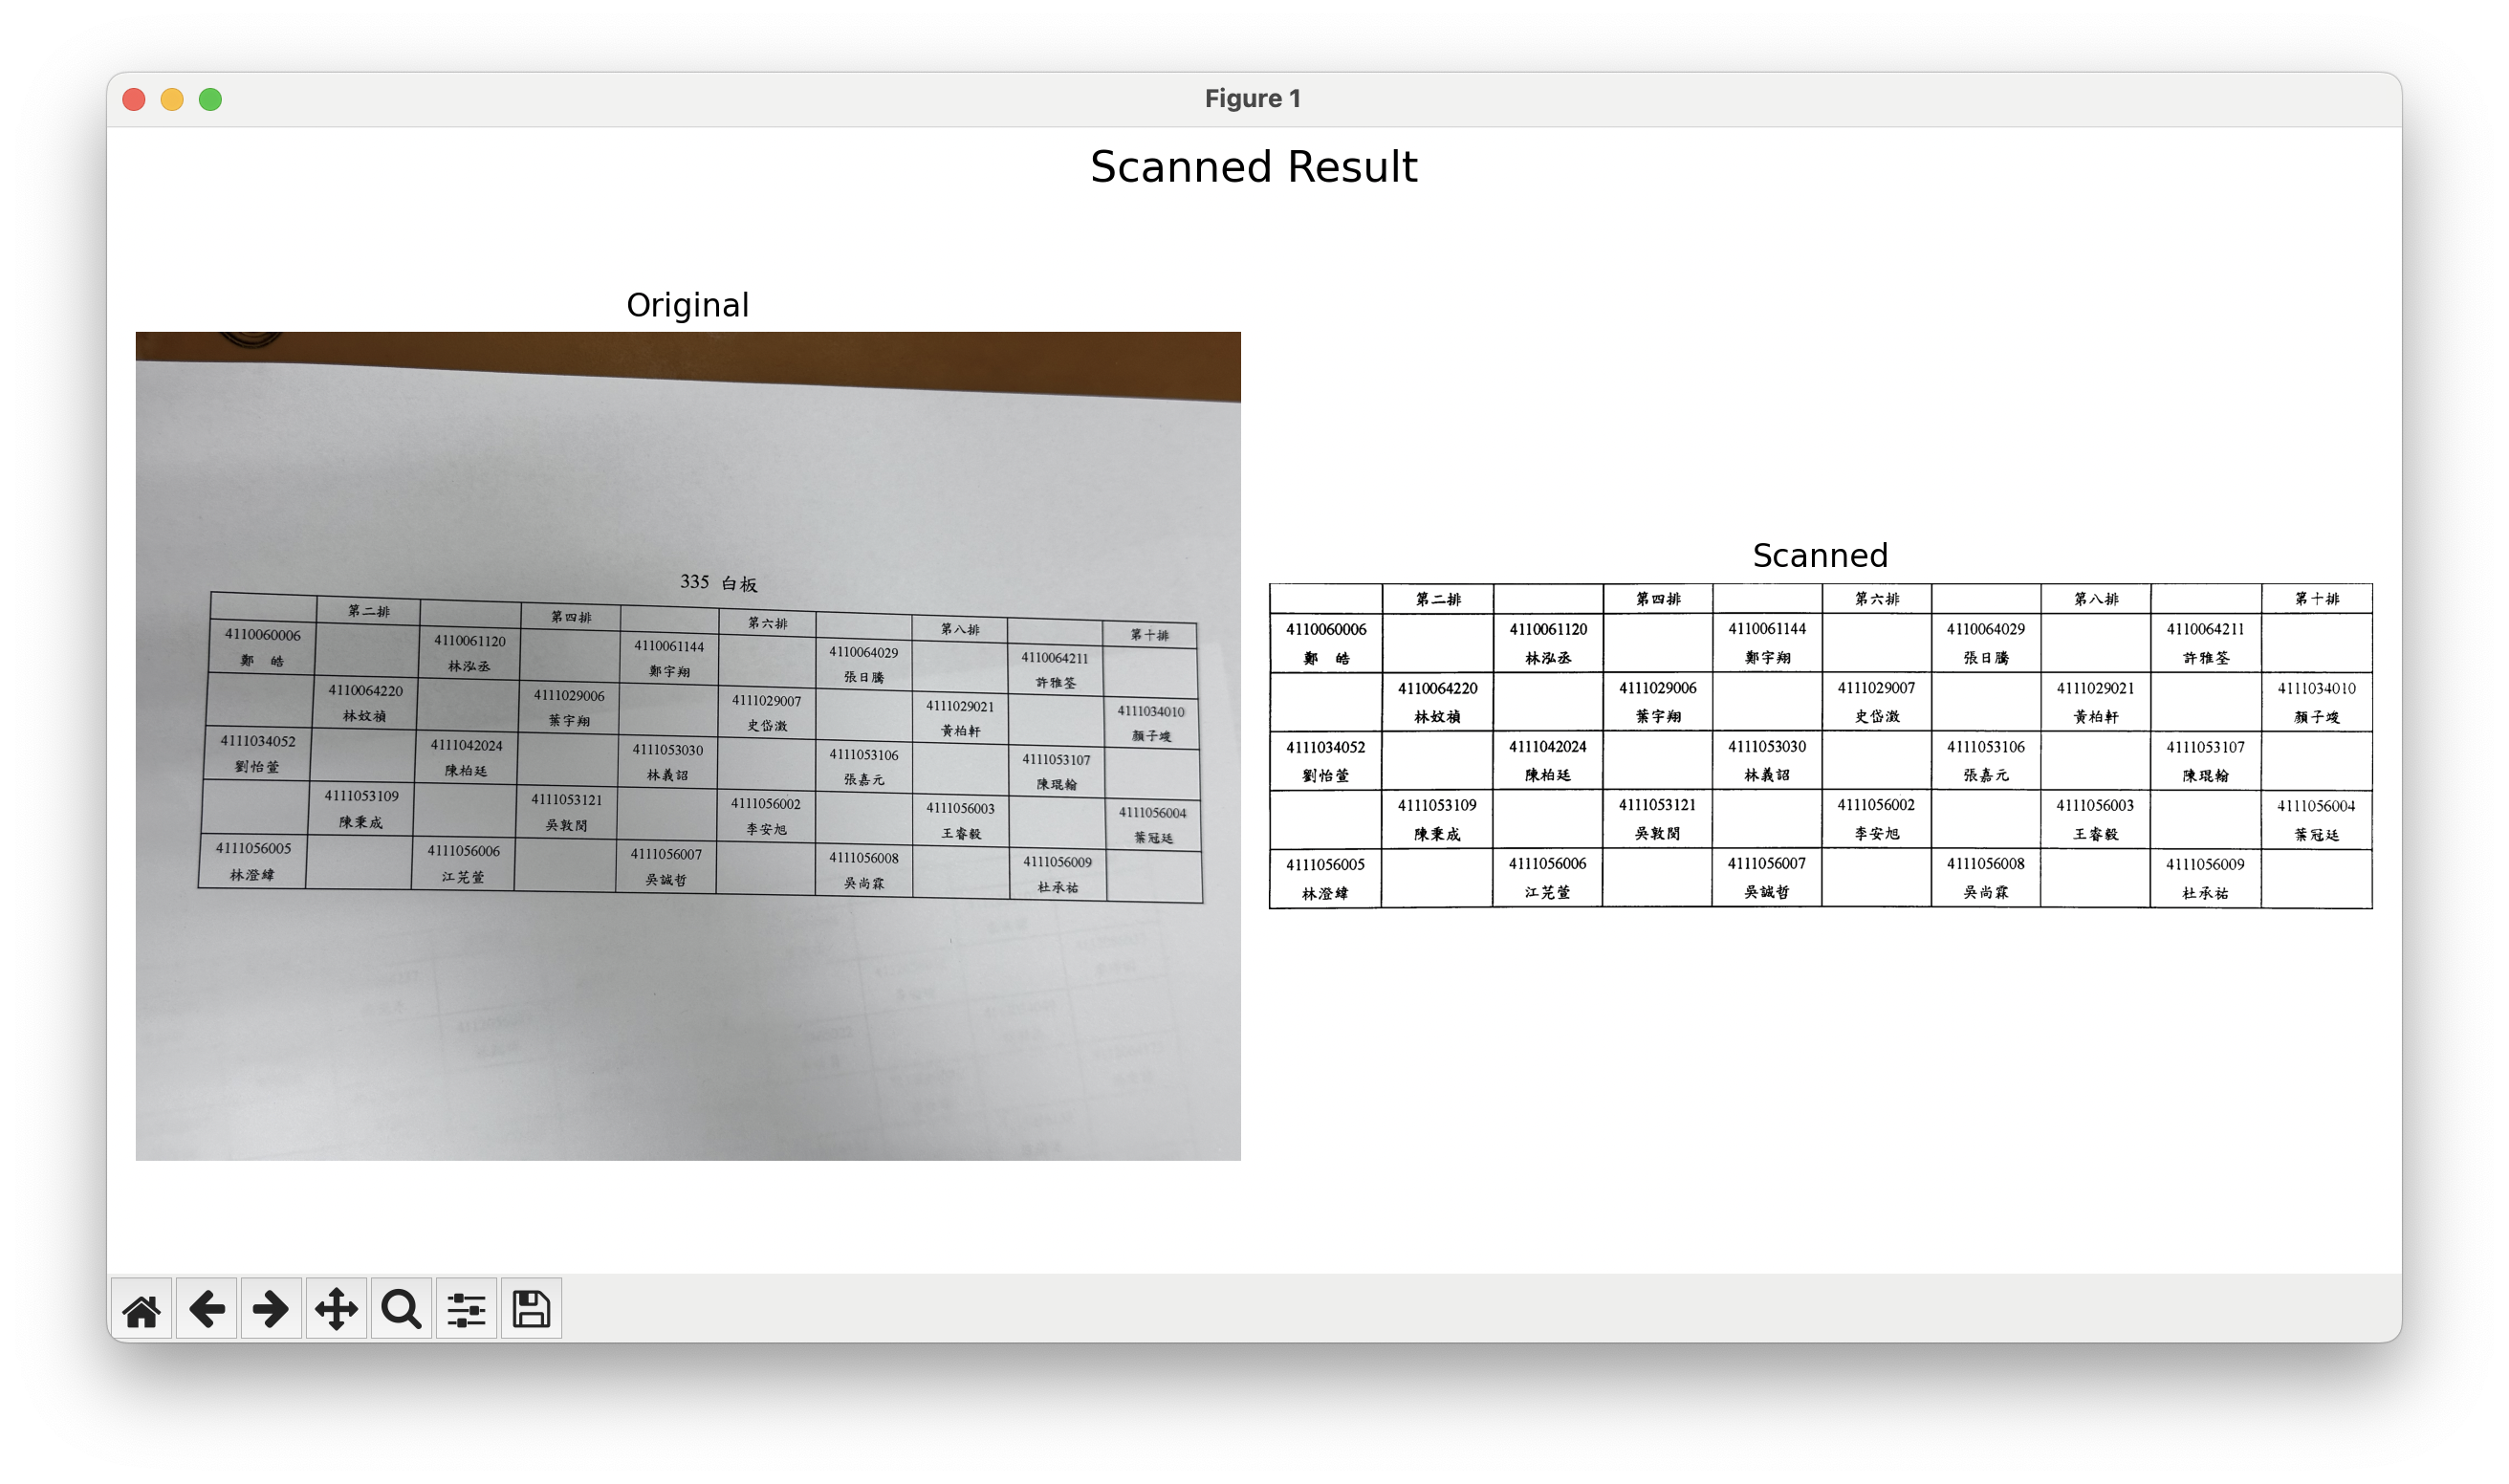 Figure 1
Scanned Result
Original
335 白板
第二排 第四排 第六排 第八排 第十排
4110060006 4110061120 4110061144 4110064029 4110064211
鄭 皓 林泓丞 鄭宇翔 張日騰 許雅筌
4110064220 4111029006 4111029007 4111029021 4111034010
林妏禎 葉宇翔 史岱澂 黃柏軒 顏子竣
4111034052 4111042024 4111053030 4111053106 4111053107
劉怡萱 陳柏廷 林義詔 張嘉元 陳琨翰
4111053109 4111053121 4111056002 4111056003 4111056004
陳秉成 吳敦閔 李安旭 王睿毅 葉冠廷
4111056005 4111056006 4111056007 4111056008 4111056009
林澄緯 江芫萱 吳誠哲 吳尚霖 杜承祐
Scanned
第二排 第四排 第六排 第八排 第十排
4110060006 4110061120 4110061144 4110064029 4110064211
鄭 皓 林泓丞 鄭宇翔 張日騰 許雅筌
4110064220 4111029006 4111029007 4111029021 4111034010
林妏禎 葉宇翔 史岱澂 黃柏軒 顏子竣
4111034052 4111042024 4111053030 4111053106 4111053107
劉怡萱 陳柏廷 林義詔 張嘉元 陳琨翰
4111053109 4111053121 4111056002 4111056003 4111056004
陳秉成 吳敦閔 李安旭 王睿毅 葉冠廷
4111056005 4111056006 4111056007 4111056008 4111056009
林澄緯 江芫萱 吳誠哲 吳尚霖 杜承祐